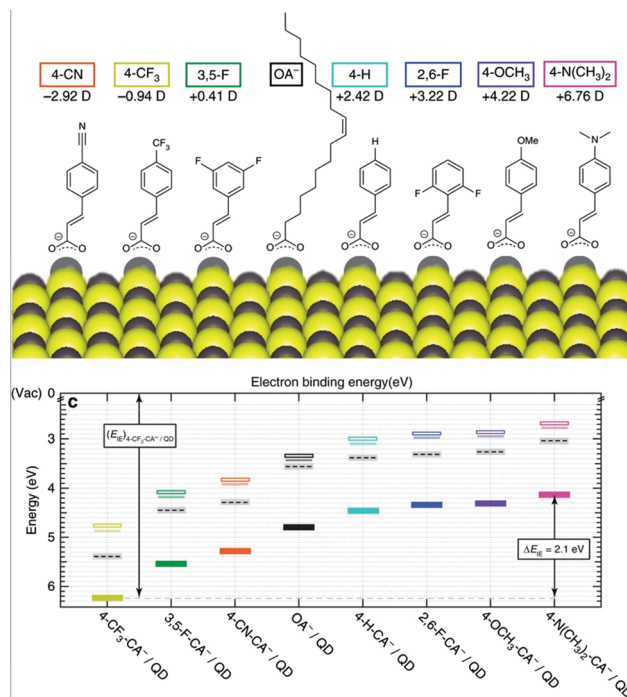 4-CN 4-CF₃ 3,5-F OA⁻ 4-H 2,6-F 4-OCH₃ 4-N(CH₃)₂
−2.92 D −0.94 D +0.41 D +2.42 D +3.22 D +4.22 D +6.76 D
N CF₃ F F H F F OMe N
⊖ ⊖ ⊖ ⊖ ⊖ ⊖ ⊖ ⊖
O O O O O O O O O O O O O O O O
Electron binding energy(eV)
(Vac) 0
c
(E_IE)4-CF₃-CA⁻/ QD
3
4
5
6
Energy (eV)
ΔE_IE = 2.1 eV
4-CF₃-CA⁻ / QD
3,5-F-CA⁻ / QD
4-CN-CA⁻ / QD
OA⁻ / QD
4-H-CA⁻ / QD
2,6-F-CA⁻ / QD
4-OCH₃-CA⁻ / QD
4-N(CH₃)₂-CA⁻ / QD